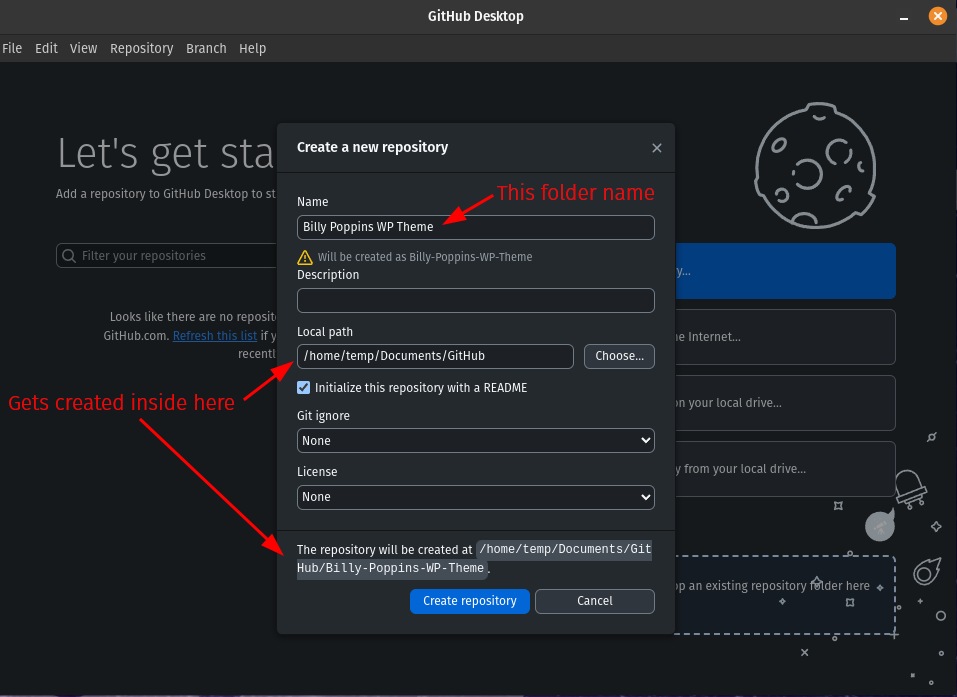 GitHub Desktop
File Edit View Repository Branch Help
Let's get sta
Add a repository to GitHub Desktop to st
Filter your repositories
Looks like there are no reposito
GitHub.com. Refresh this list if y
recentl
Create a new repository
This folder name
Name
Billy Poppins WP Theme
Will be created as Billy-Poppins-WP-Theme
Description
Local path
/home/temp/Documents/GitHub
Choose...
Gets created inside here
Initialize this repository with a README
Git ignore
None
License
None
The repository will be created at /home/temp/Documents/Git
Hub/Billy-Poppins-WP-Theme.
Create repository
Cancel
y...
he Internet...
on your local drive...
y from your local drive...
op an existing repository folder here